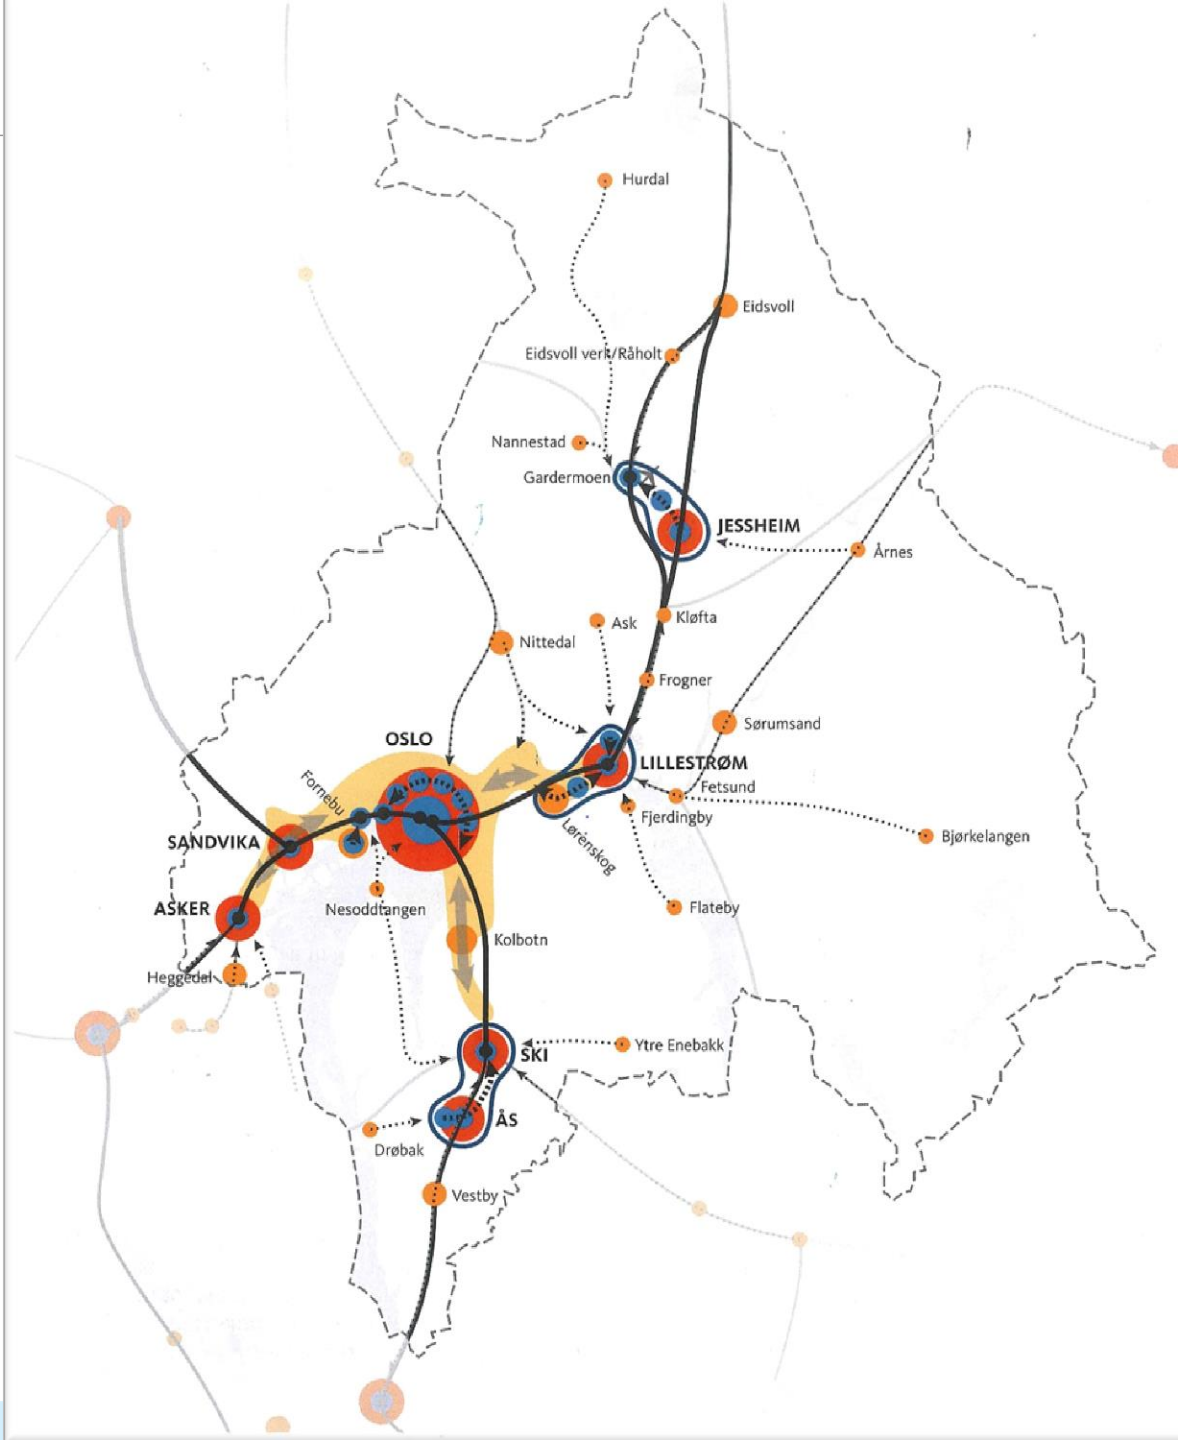 Hurdal
Eidsvoll
Eidsvoll verk/Råholt
Nannestad
Gardermoen
JESSHEIM
Årnes
Ask
Kløfta
Nittedal
Frogner
Sørumsand
OSLO
LILLESTRØM
Fornebu
Fetsund
Fjerdingby
SANDVIKA
Lørenskog
Bjørkelangen
ASKER
Nesoddtangen
Flateby
Kolbotn
Heggedal
Ytre Enebakk
SKI
ÅS
Drøbak
Vestby